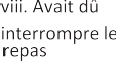 viii. Avait dû
interrompre le
repas